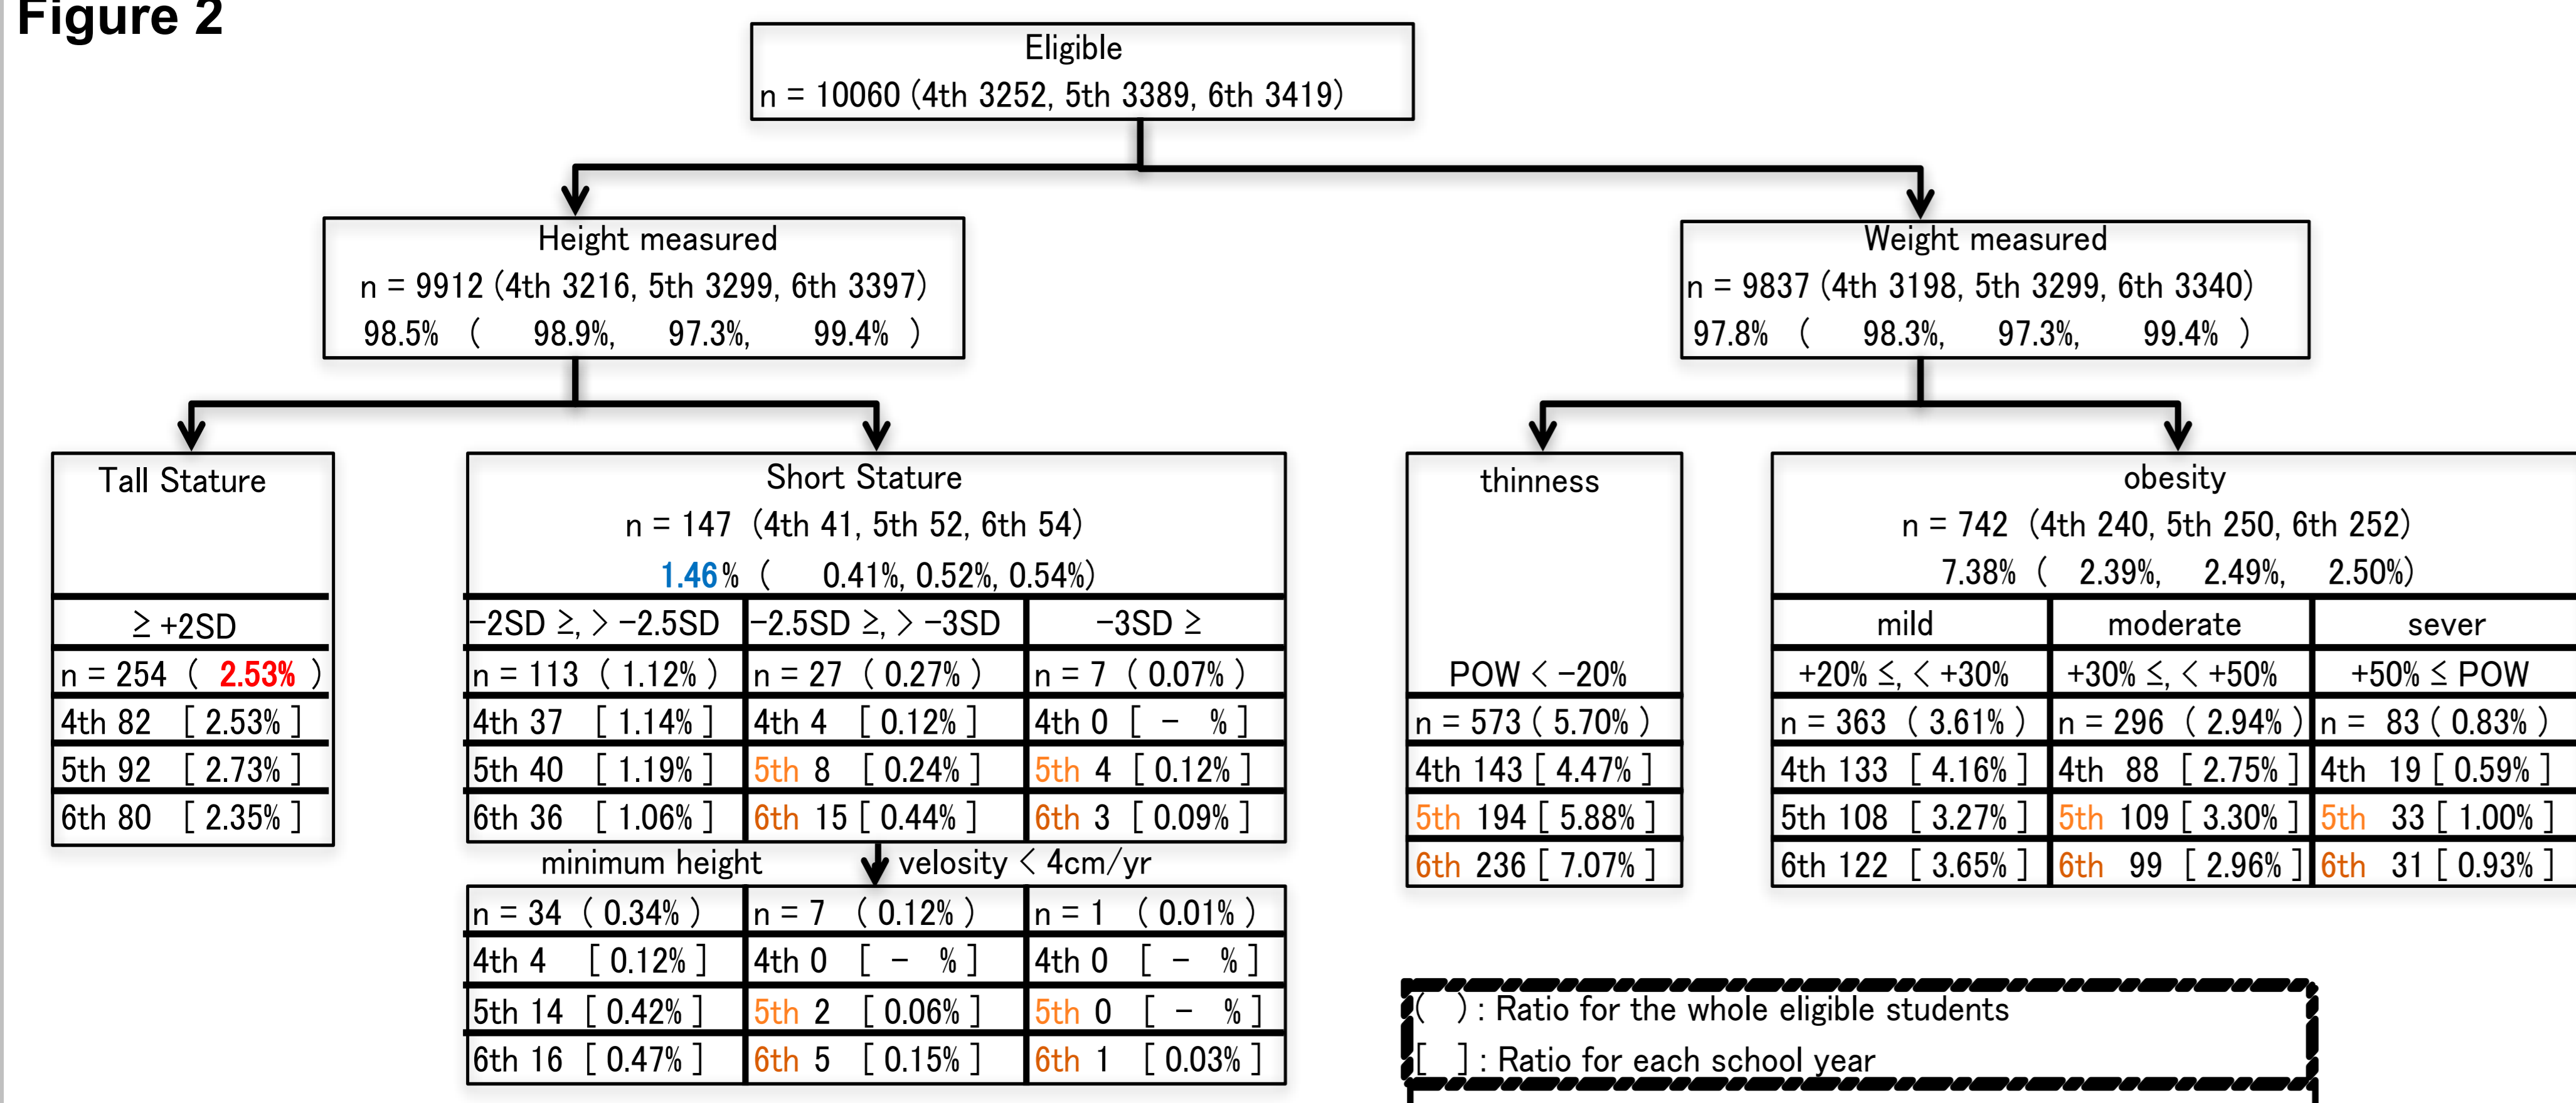 Figure 2
Eligible
n = 10060 (4th 3252, 5th 3389, 6th 3419)
Height measured
n = 9912 (4th 3216, 5th 3299, 6th 3397)
98.5% ( 98.9%, 97.3%, 99.4% )
Weight measured
n = 9837 (4th 3198, 5th 3299, 6th 3340)
97.8% ( 98.3%, 97.3%, 99.4% )
Tall Stature
≥ +2SD
n = 254 ( 2.53% )
4th 82 [ 2.53% ]
5th 92 [ 2.73% ]
6th 80 [ 2.35% ]
Short Stature
n = 147 (4th 41, 5th 52, 6th 54)
1.46% ( 0.41%, 0.52%, 0.54%)
-2SD ≥, > -2.5SD
-2.5SD ≥, > -3SD
-3SD ≥
n = 113 ( 1.12% )
n = 27 ( 0.27% )
n = 7 ( 0.07% )
4th 37 [ 1.14% ]
4th 4 [ 0.12% ]
4th 0 [ - % ]
5th 40 [ 1.19% ]
5th 8 [ 0.24% ]
5th 4 [ 0.12% ]
6th 36 [ 1.06% ]
6th 15 [ 0.44% ]
6th 3 [ 0.09% ]
minimum height velosity < 4cm/yr
n = 34 ( 0.34% )
n = 7 ( 0.12% )
n = 1 ( 0.01% )
4th 4 [ 0.12% ]
4th 0 [ - % ]
4th 0 [ - % ]
5th 14 [ 0.42% ]
5th 2 [ 0.06% ]
5th 0 [ - % ]
6th 16 [ 0.47% ]
6th 5 [ 0.15% ]
6th 1 [ 0.03% ]
thinness
POW < -20%
n = 573 ( 5.70% )
4th 143 [ 4.47% ]
5th 194 [ 5.88% ]
6th 236 [ 7.07% ]
obesity
n = 742 (4th 240, 5th 250, 6th 252)
7.38% ( 2.39%, 2.49%, 2.50%)
mild
moderate
sever
+20% ≤, < +30%
+30% ≤, < +50%
+50% ≤ POW
n = 363 ( 3.61% )
n = 296 ( 2.94% )
n = 83 ( 0.83% )
4th 133 [ 4.16% ]
4th 88 [ 2.75% ]
4th 19 [ 0.59% ]
5th 108 [ 3.27% ]
5th 109 [ 3.30% ]
5th 33 [ 1.00% ]
6th 122 [ 3.65% ]
6th 99 [ 2.96% ]
6th 31 [ 0.93% ]
( ) : Ratio for the whole eligible students
[ ] : Ratio for each school year